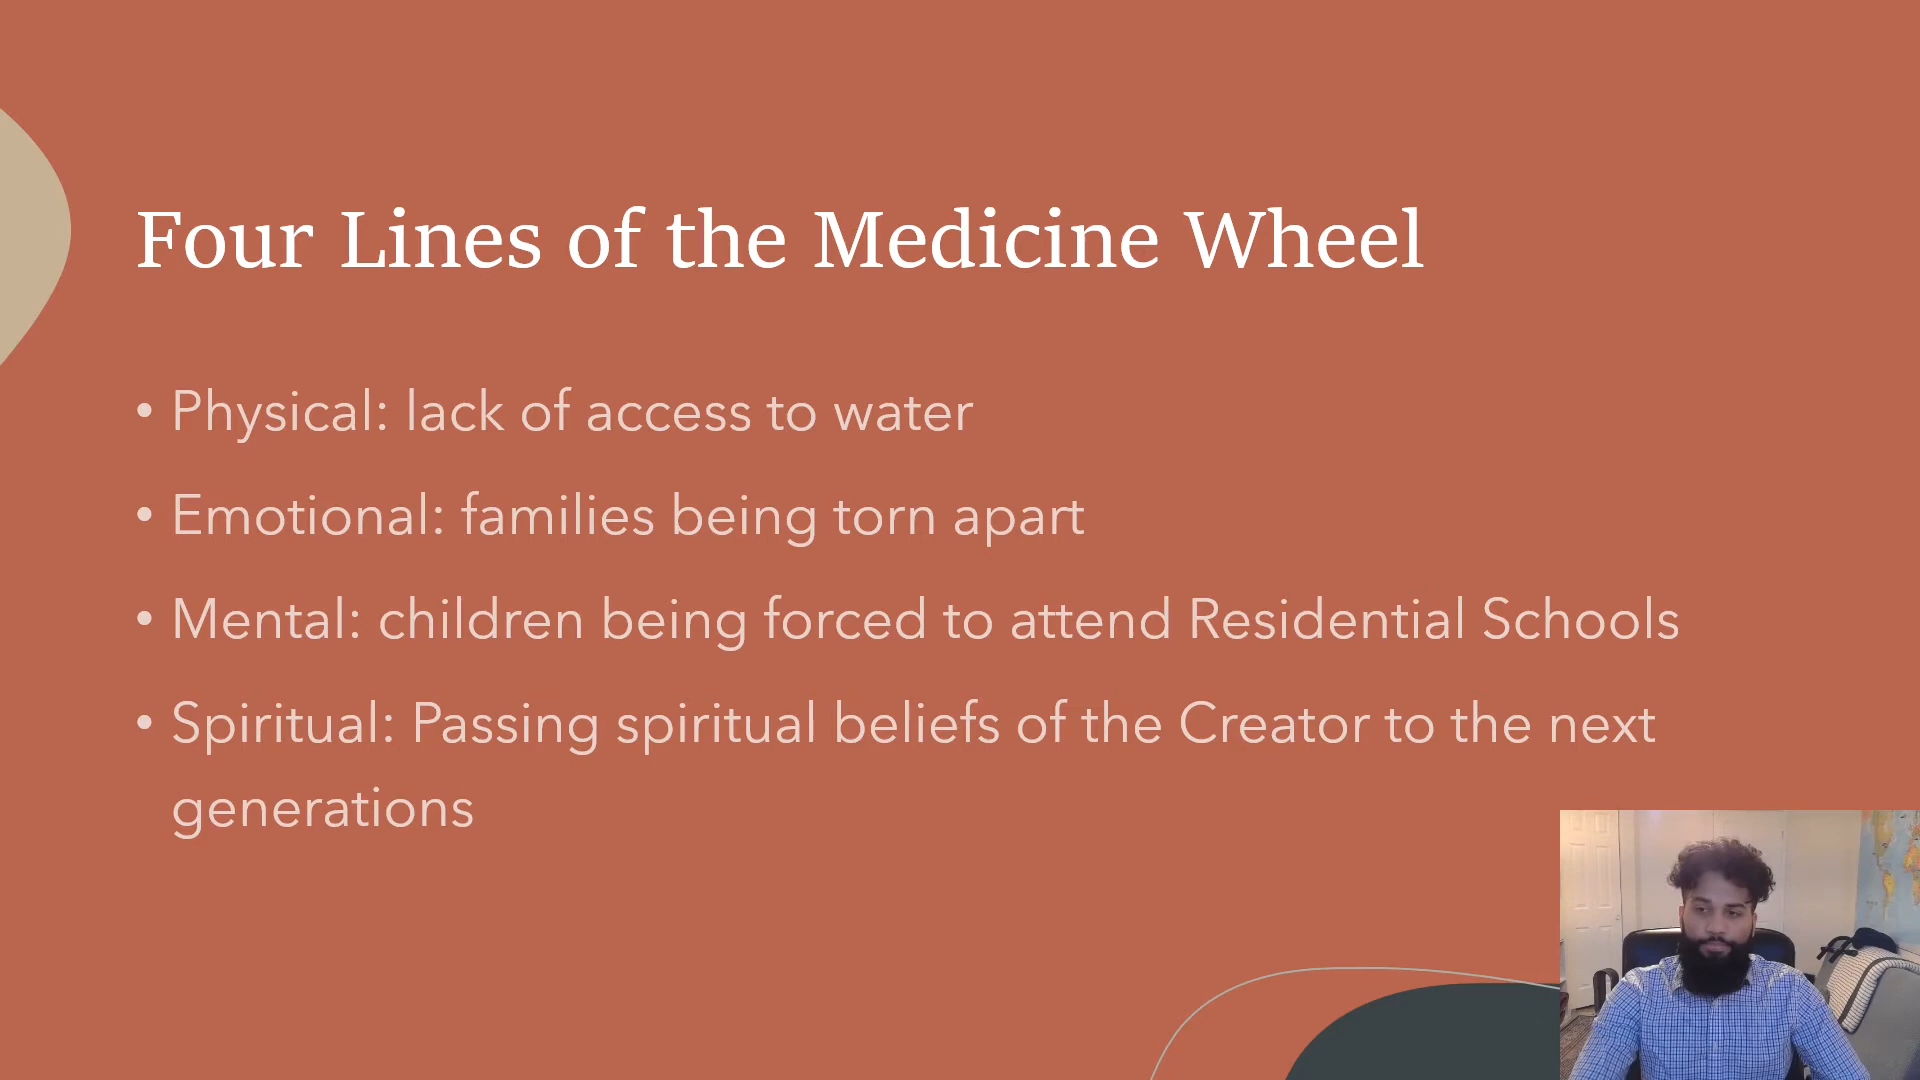 Four Lines of the Medicine Wheel
• Physical: lack of access to water
• Emotional: families being torn apart
• Mental: children being forced to attend Residential Schools
• Spiritual: Passing spiritual beliefs of the Creator to the next
generations